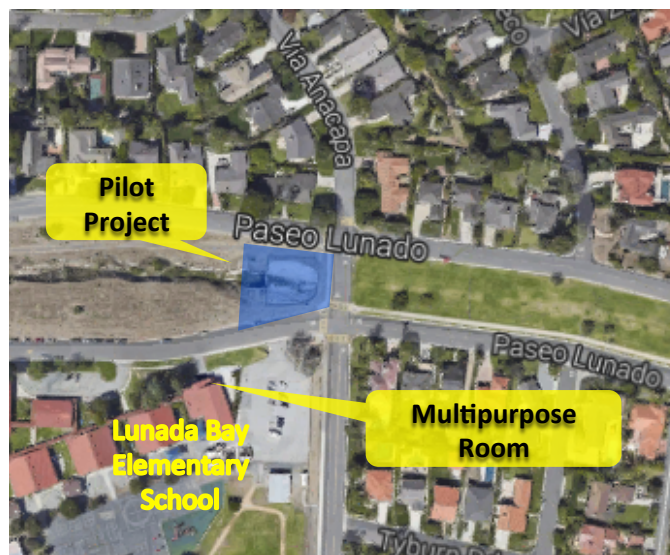 Via Anacapa
Pilot
Project
Paseo Lunado
Paseo Lunado
Multipurpose
Room
Lunada Bay
Elementary
School